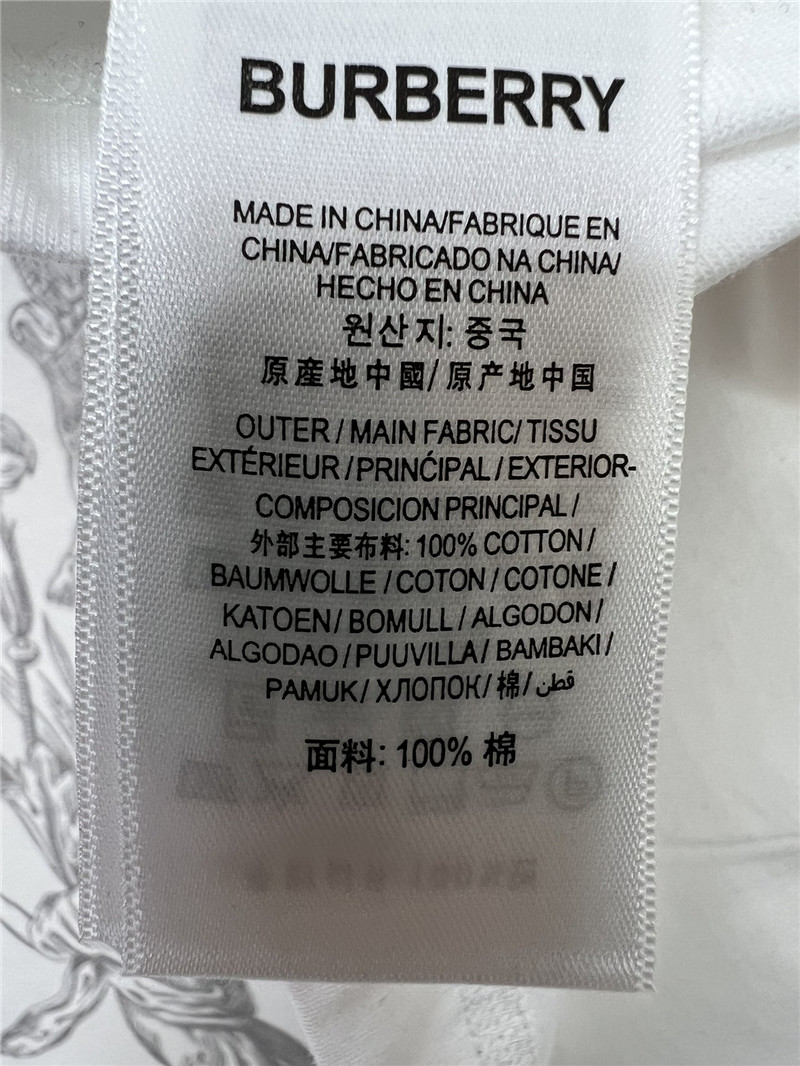 BURBERRY
MADE IN CHINA/FABRIQUE EN
CHINA/FABRICADO NA CHINA/
HECHO EN CHINA
원산지: 중국
原產地中國/ 原产地中国
OUTER / MAIN FABRIC/ TISSU
EXTÉRIEUR / PRINĆIPAL / EXTERIOR-
COMPOSICION PRINCIPAL /
外部主要布料: 100% COTTON /
BAUMWOLLE / COTON / COTONE /
KATOEN / BOMULL / ALGODON /
ALGODAO / PUUVILLA / BAMBAKI /
PAMUK / ХЛОПОК / 棉 / قطن
面料: 100% 棉